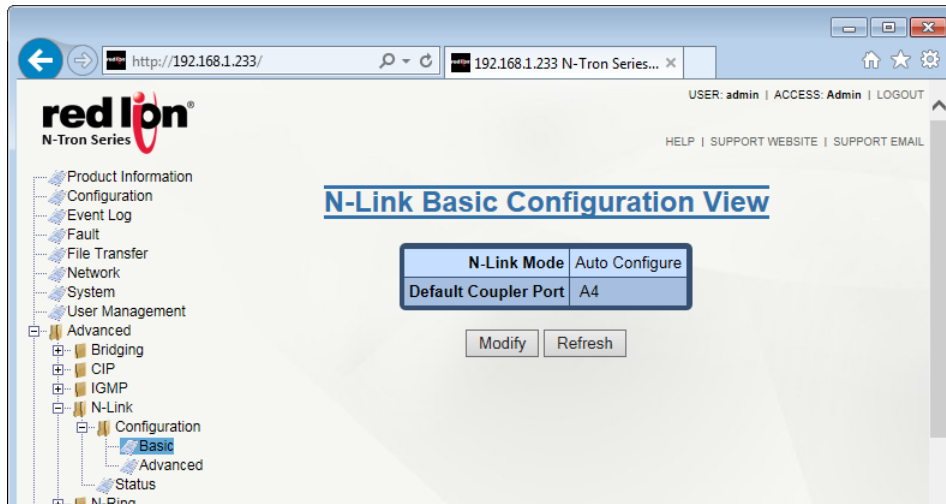 http://192.168.1.233/
192.168.1.233 N-Tron Series...
USER: admin | ACCESS: Admin | LOGOUT
red lion®
N-Tron Series
HELP | SUPPORT WEBSITE | SUPPORT EMAIL
Product Information
Configuration
Event Log
Fault
File Transfer
Network
System
User Management
Advanced
Bridging
CIP
IGMP
N-Link
Configuration
Basic
Advanced
Status
N-Ring
N-Link Basic Configuration View
N-Link Mode Auto Configure
Default Coupler Port A4
Modify Refresh